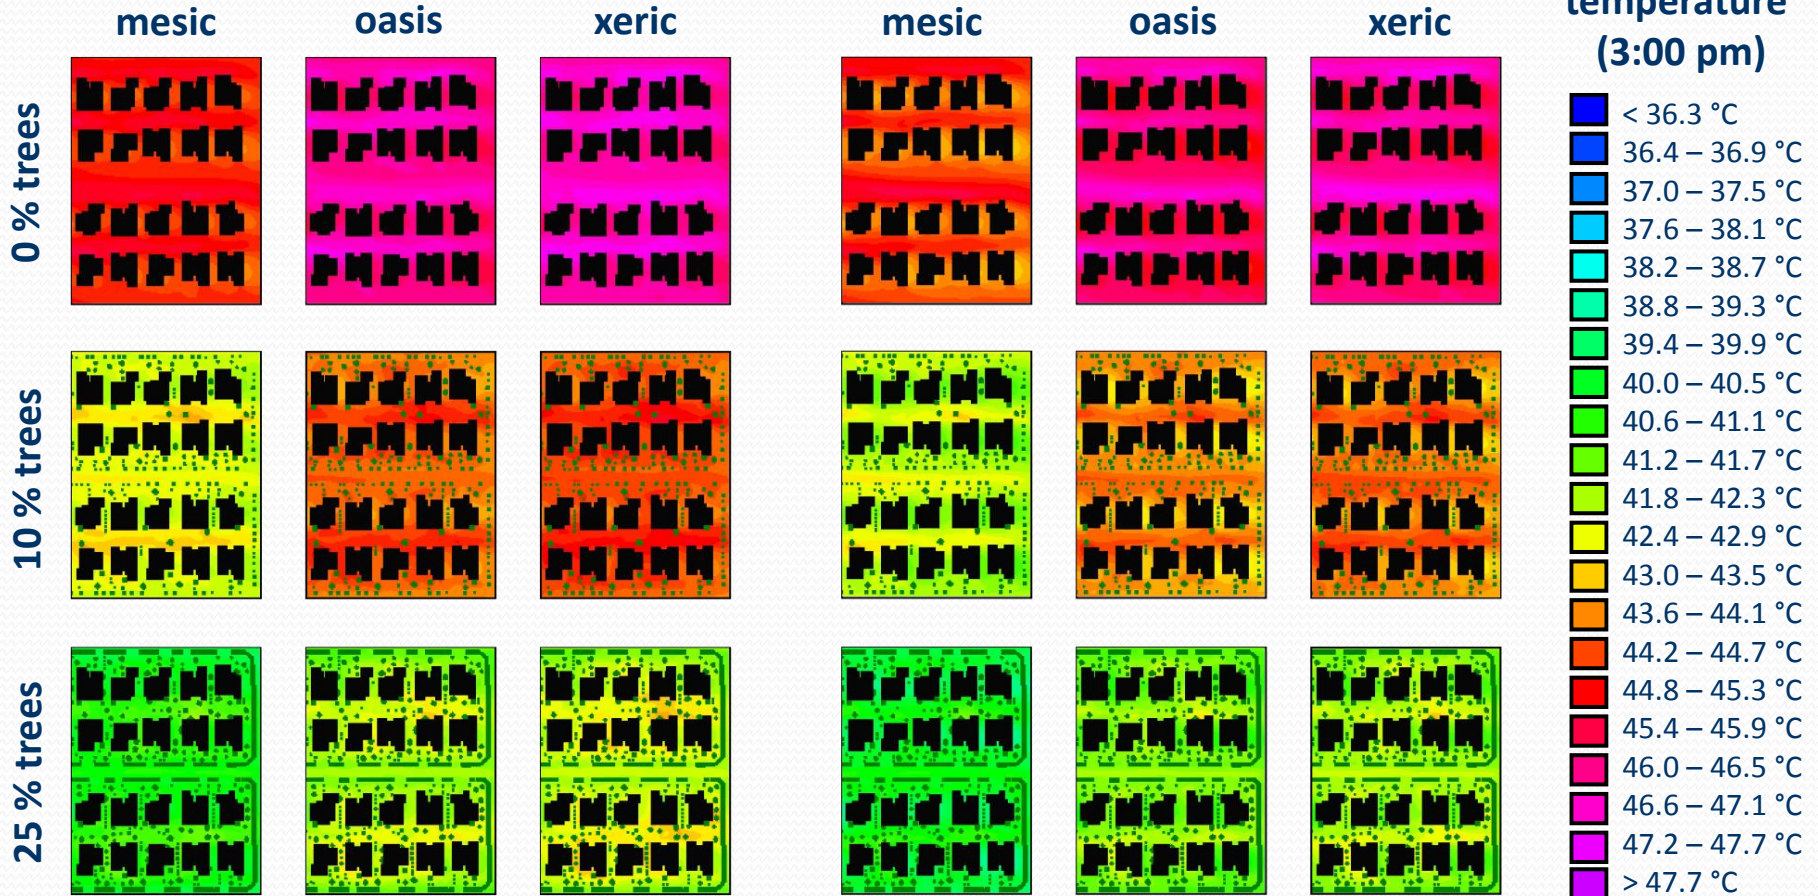 mesic oasis xeric mesic oasis xeric
temperature
(3:00 pm)
0 % trees
10 % trees
25 % trees
< 36.3 °C
36.4 – 36.9 °C
37.0 – 37.5 °C
37.6 – 38.1 °C
38.2 – 38.7 °C
38.8 – 39.3 °C
39.4 – 39.9 °C
40.0 – 40.5 °C
40.6 – 41.1 °C
41.2 – 41.7 °C
41.8 – 42.3 °C
42.4 – 42.9 °C
43.0 – 43.5 °C
43.6 – 44.1 °C
44.2 – 44.7 °C
44.8 – 45.3 °C
45.4 – 45.9 °C
46.0 – 46.5 °C
46.6 – 47.1 °C
47.2 – 47.7 °C
> 47.7 °C